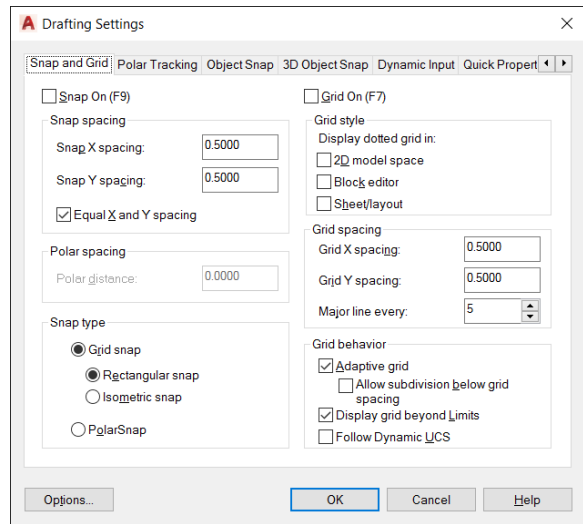 A Drafting Settings
Snap and Grid Polar Tracking Object Snap 3D Object Snap Dynamic Input Quick Propert
Snap On (F9)
Snap spacing
Snap X spacing: 0.5000
Snap Y spacing: 0.5000
Equal X and Y spacing
Polar spacing
Polar distance: 0.0000
Snap type
Grid snap
Rectangular snap
Isometric snap
PolarSnap
Grid On (F7)
Grid style
Display dotted grid in:
2D model space
Block editor
Sheet/layout
Grid spacing
Grid X spacing: 0.5000
Grid Y spacing: 0.5000
Major line every: 5
Grid behavior
Adaptive grid
Allow subdivision below grid
spacing
Display grid beyond Limits
Follow Dynamic UCS
Options... OK Cancel Help